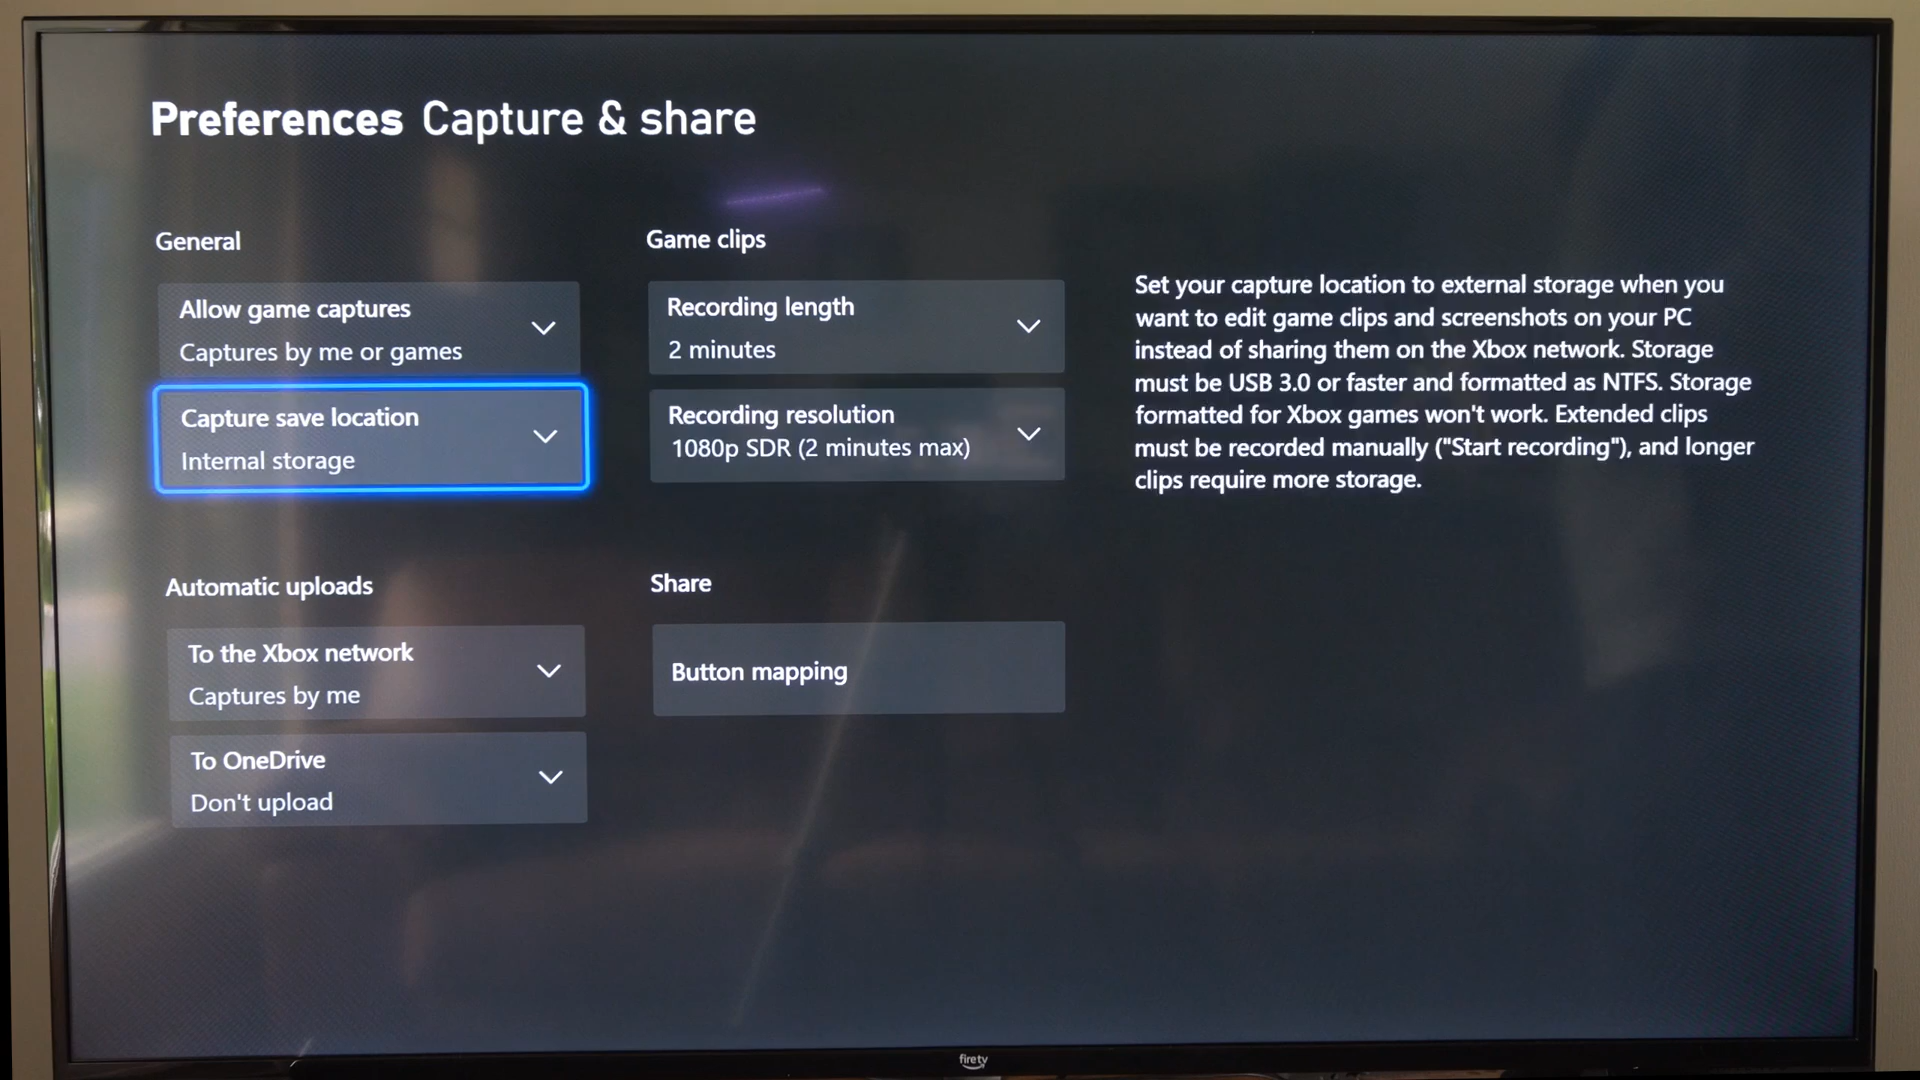 Preferences Capture & share
General
Allow game captures
Captures by me or games
Capture save location
Internal storage
Game clips
Recording length
2 minutes
Recording resolution
1080p SDR (2 minutes max)
Set your capture location to external storage when you
want to edit game clips and screenshots on your PC
instead of sharing them on the Xbox network. Storage
must be USB 3.0 or faster and formatted as NTFS. Storage
formatted for Xbox games won't work. Extended clips
must be recorded manually ("Start recording"), and longer
clips require more storage.
Automatic uploads
To the Xbox network
Captures by me
To OneDrive
Don't upload
Share
Button mapping
firetv